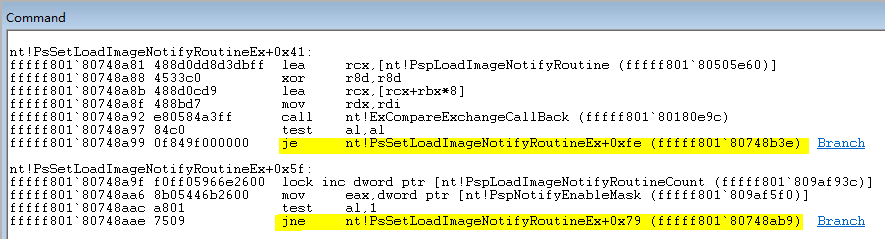 Command
nt!PsSetLoadImageNotifyRoutineEx+0x41:
fffff801`80748a81 488d0dd8d3dbff lea rcx,[nt!PspLoadImageNotifyRoutine (fffff801`80505e60)]
fffff801`80748a88 4533c0 xor r8d,r8d
fffff801`80748a8b 488d0cd9 lea rcx,[rcx+rbx*8]
fffff801`80748a8f 488bd7 mov rdx,rdi
fffff801`80748a92 e80584a3ff call nt!ExCompareExchangeCallBack (fffff801`80180e9c)
fffff801`80748a97 84c0 test al,al
fffff801`80748a99 0f849f000000 je nt!PsSetLoadImageNotifyRoutineEx+0xfe (fffff801`80748b3e) Branch
nt!PsSetLoadImageNotifyRoutineEx+0x5f:
fffff801`80748a9f f0ff05966e2600 lock inc dword ptr [nt!PspLoadImageNotifyRoutineCount (fffff801`809af93c)]
fffff801`80748aa6 8b05446b2600 mov eax,dword ptr [nt!PspNotifyEnableMask (fffff801`809af5f0)]
fffff801`80748aac a801 test al,1
fffff801`80748aae 7509 jne nt!PsSetLoadImageNotifyRoutineEx+0x79 (fffff801`80748ab9) Branch